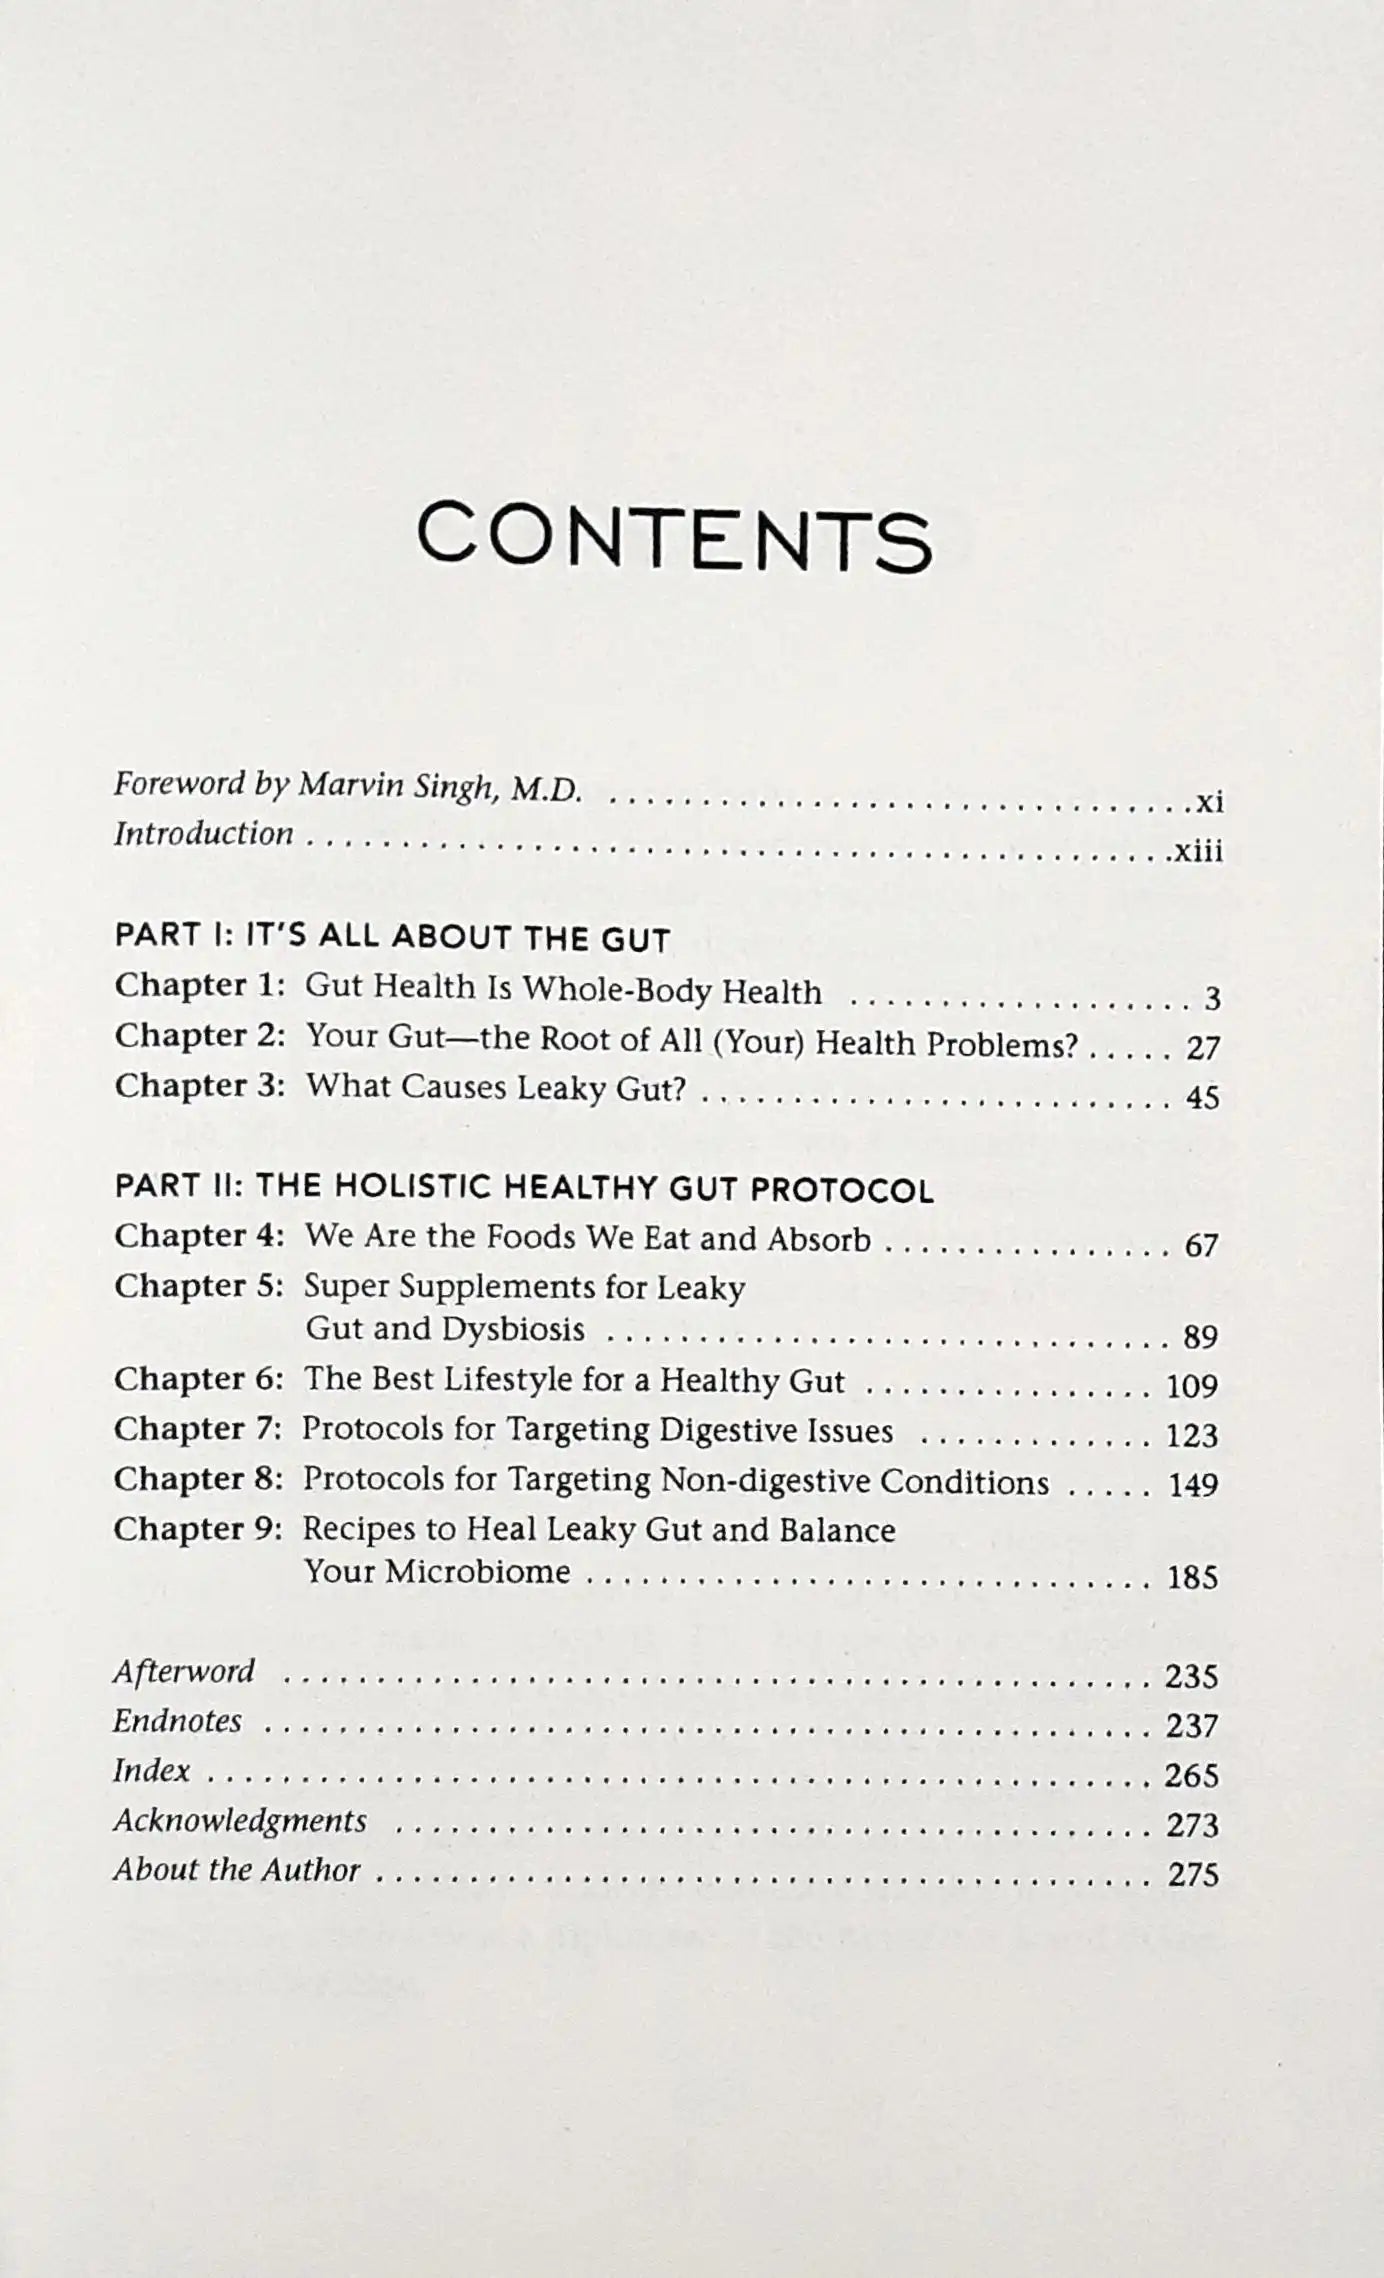 CONTENTS
Foreword by Marvin Singh, M.D. . . . . . . . . . . . . . . . . . . . . . . . . . . . . . . . .xi
Introduction . . . . . . . . . . . . . . . . . . . . . . . . . . . . . . . . . . . . . . . . . . . . . . .xiii
PART I: IT'S ALL ABOUT THE GUT
Chapter 1: Gut Health Is Whole-Body Health . . . . . . . . . . . . . . . . . . . 3
Chapter 2: Your Gut—the Root of All (Your) Health Problems? . . . . . 27
Chapter 3: What Causes Leaky Gut? . . . . . . . . . . . . . . . . . . . . . . . . . . 45
PART II: THE HOLISTIC HEALTHY GUT PROTOCOL
Chapter 4: We Are the Foods We Eat and Absorb . . . . . . . . . . . . . . . . 67
Chapter 5: Super Supplements for Leaky
Gut and Dysbiosis . . . . . . . . . . . . . . . . . . . . . . . . . . . . . . . 89
Chapter 6: The Best Lifestyle for a Healthy Gut . . . . . . . . . . . . . . . . 109
Chapter 7: Protocols for Targeting Digestive Issues . . . . . . . . . . . . . 123
Chapter 8: Protocols for Targeting Non-digestive Conditions . . . . . 149
Chapter 9: Recipes to Heal Leaky Gut and Balance
Your Microbiome . . . . . . . . . . . . . . . . . . . . . . . . . . . . . . . 185
Afterword . . . . . . . . . . . . . . . . . . . . . . . . . . . . . . . . . . . . . . . . . . . . . . . 235
Endnotes . . . . . . . . . . . . . . . . . . . . . . . . . . . . . . . . . . . . . . . . . . . . . . . . 237
Index . . . . . . . . . . . . . . . . . . . . . . . . . . . . . . . . . . . . . . . . . . . . . . . . . . . 265
Acknowledgments . . . . . . . . . . . . . . . . . . . . . . . . . . . . . . . . . . . . . . . . . 273
About the Author . . . . . . . . . . . . . . . . . . . . . . . . . . . . . . . . . . . . . . . . . . 275